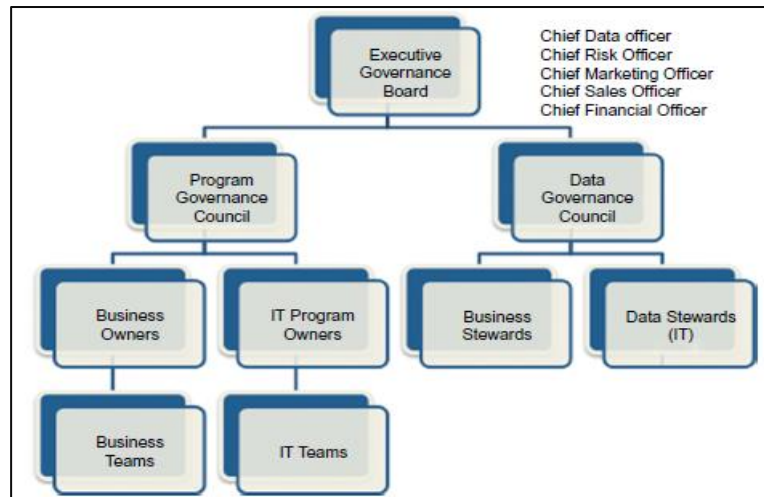 Executive
Governance
Board
Chief Data officer
Chief Risk Officer
Chief Marketing Officer
Chief Sales Officer
Chief Financial Officer
Program
Governance
Council
Data
Governance
Council
Business
Owners
IT Program
Owners
Business
Stewards
Data Stewards
(IT)
Business
Teams
IT Teams